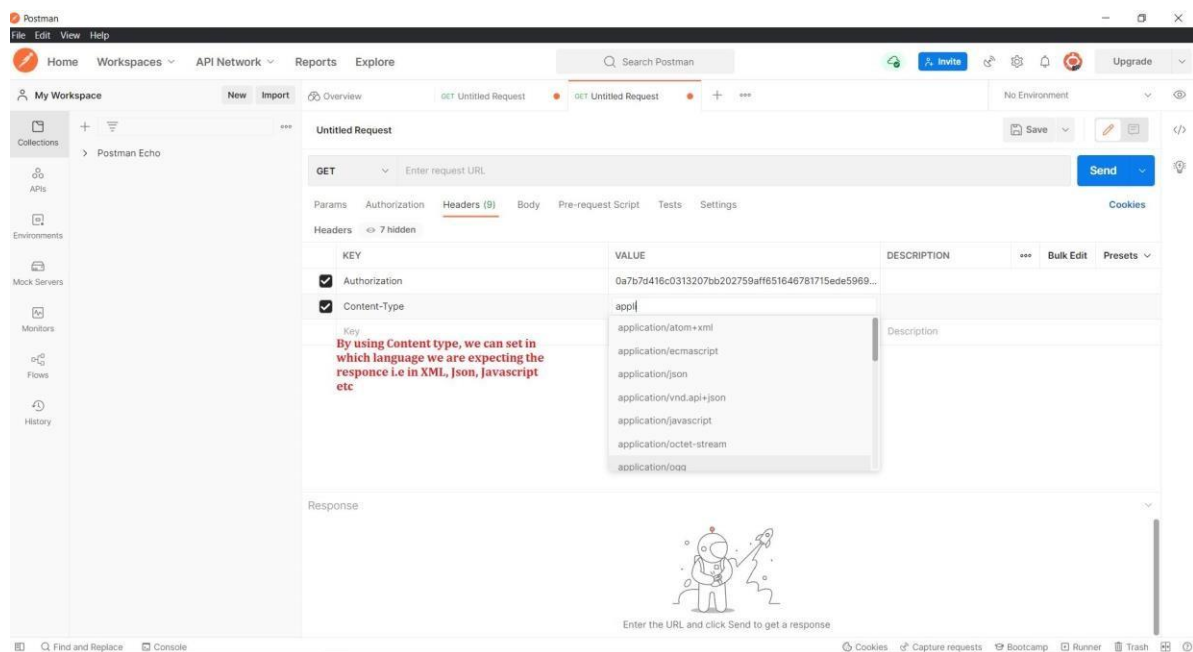 Postman
File Edit View Help
Home Workspaces API Network Reports Explore Search Postman Invite Upgrade
My Workspace New Import Overview GET Untitled Request GET Untitled Request No Environment
Collections
Postman Echo
APIs
Environments
Mock Servers
Monitors
Flows
History
Untitled Request Save
GET Enter request URL Send
Params Authorization Headers (9) Body Pre-request Script Tests Settings Cookies
Headers 7 hidden
KEY VALUE DESCRIPTION Bulk Edit Presets
Authorization 0a7b7d416c0313207bb202759aff651646781715ede5969...
Content-Type appli
Key Description
application/atom+xml
application/ecmascript
application/json
application/vnd.api+json
application/javascript
application/octet-stream
application/ogg
By using Content type, we can set in
which language we are expecting the
responce i.e in XML, Json, Javascript
etc
Response
Enter the URL and click Send to get a response
Find and Replace Console Cookies Capture requests Bootcamp Runner Trash